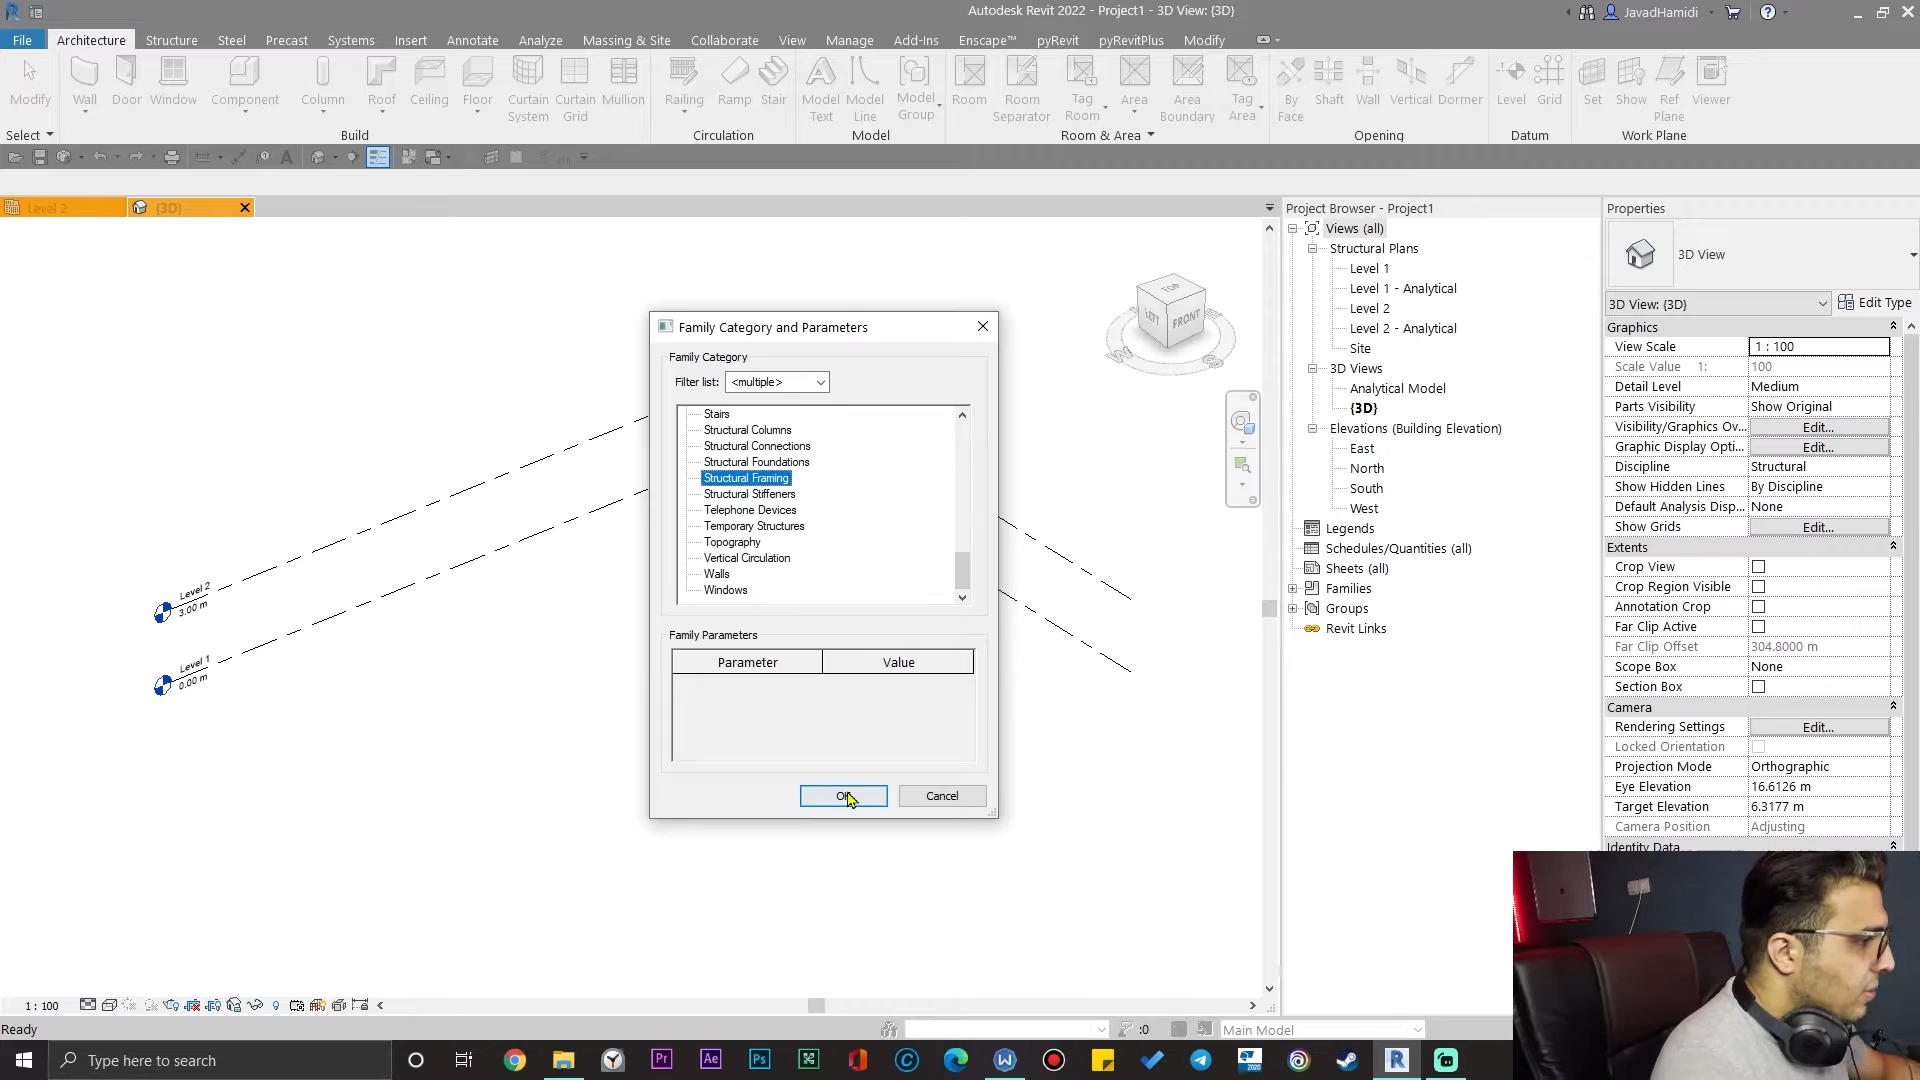 Autodesk Revit 2022 - Project1 - 3D View: {3D}
JavadHamidi
File Architecture Structure Steel Precast Systems Insert Annotate Analyze Massing & Site Collaborate View Manage Add-Ins Enscape™ pyRevit pyRevitPlus Modify
Modify Wall Door Window Component Column Roof Ceiling Floor Curtain System Curtain Grid Mullion Railing Ramp Stair Model Text Model Line Model Group Room Room Separator Tag Room Area Area Boundary Tag Area By Face Shaft Wall Vertical Dormer Level Grid Set Show Ref Plane Viewer
Select Build Circulation Model Room & Area Opening Datum Work Plane
Level 2 {3D}
TOP
LEFT FRONT
W S
Level 2
3.00 m
Level 1
0.00 m
Family Category and Parameters
Family Category
Filter list: <multiple>
Stairs
Structural Columns
Structural Connections
Structural Foundations
Structural Framing
Structural Stiffeners
Telephone Devices
Temporary Structures
Topography
Vertical Circulation
Walls
Windows
Family Parameters
Parameter Value
OK Cancel
Project Browser - Project1
Views (all)
Structural Plans
Level 1
Level 1 - Analytical
Level 2
Level 2 - Analytical
Site
3D Views
Analytical Model
{3D}
Elevations (Building Elevation)
East
North
South
West
Legends
Schedules/Quantities (all)
Sheets (all)
Families
Groups
Revit Links
Properties
3D View
3D View: {3D} Edit Type
Graphics
View Scale 1 : 100
Scale Value 1: 100
Detail Level Medium
Parts Visibility Show Original
Visibility/Graphics Ov... Edit...
Graphic Display Opti... Edit...
Discipline Structural
Show Hidden Lines By Discipline
Default Analysis Disp... None
Show Grids Edit...
Extents
Crop View
Crop Region Visible
Annotation Crop
Far Clip Active
Far Clip Offset 304.8000 m
Scope Box None
Section Box
Camera
Rendering Settings Edit...
Locked Orientation
Projection Mode Orthographic
Eye Elevation 16.6126 m
Target Elevation 6.3177 m
Camera Position Adjusting
Identity Data
1 : 100
Ready :0 Main Model
Type here to search
Pr Ae Ps
2020
R